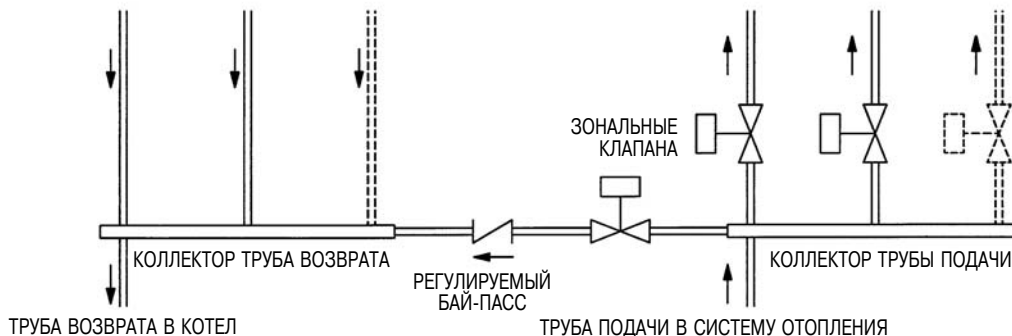 ЗОНАЛЬНЫЕ
КЛАПАНА
КОЛЛЕКТОР ТРУБА ВОЗВРАТА
КОЛЛЕКТОР ТРУБЫ ПОДАЧИ
РЕГУЛИРУЕМЫЙ
БАЙ-ПАСС
ТРУБА ВОЗВРАТА В КОТЕЛ
ТРУБА ПОДАЧИ В СИСТЕМУ ОТОПЛЕНИЯ